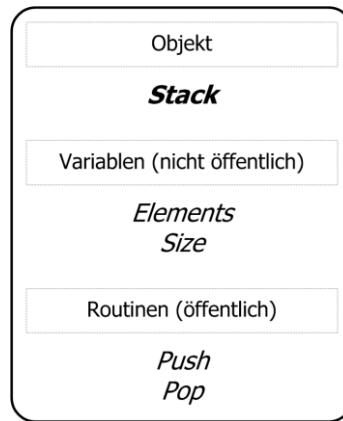 Objekt
Stack
Variablen (nicht öffentlich)
Elements
Size
Routinen (öffentlich)
Push
Pop